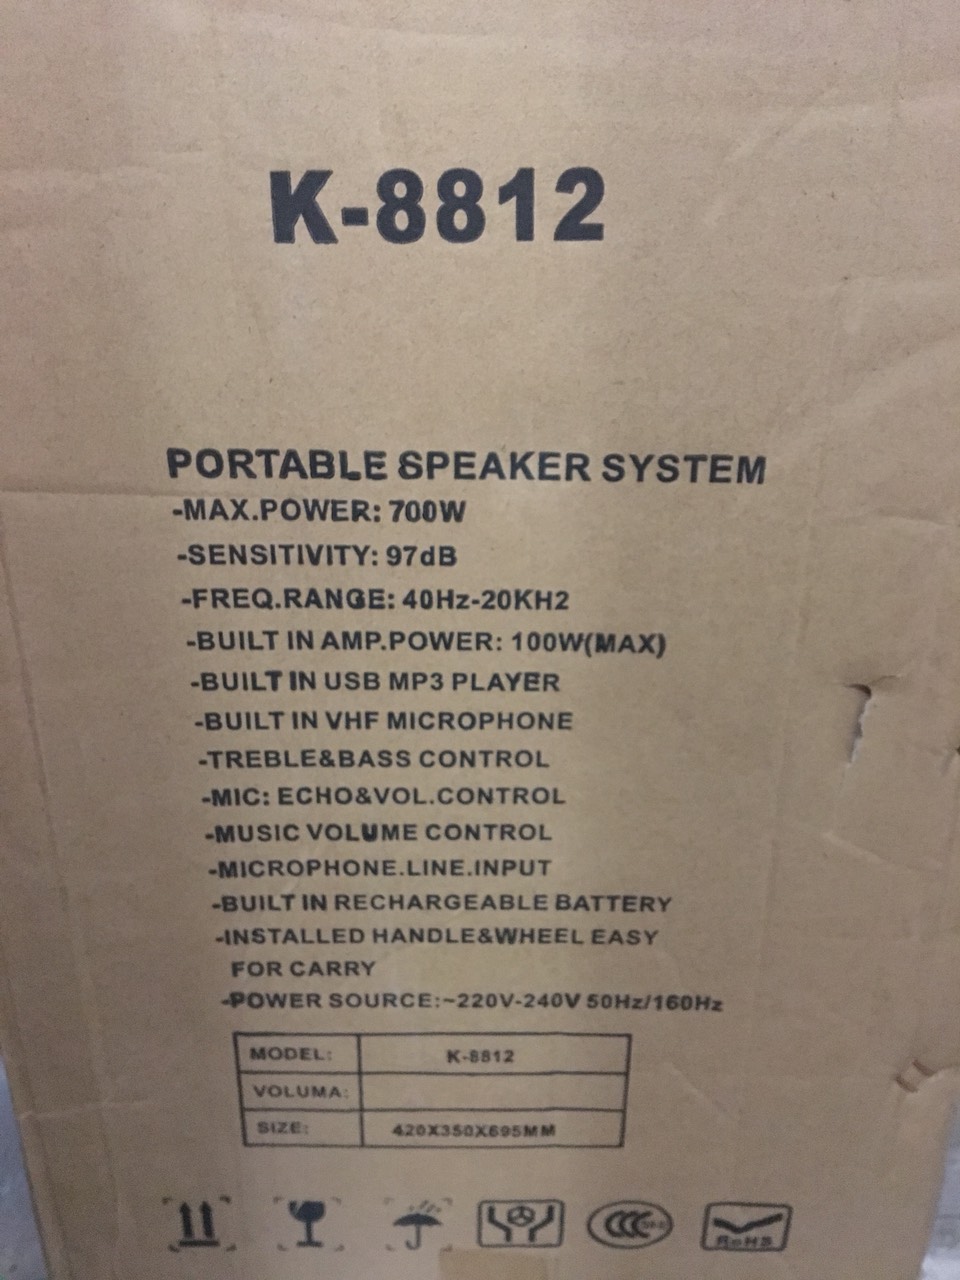 K-8812
PORTABLE SPEAKER SYSTEM
-MAX.POWER: 700W
-SENSITIVITY: 97dB
-FREQ.RANGE: 40Hz-20KH2
-BUILT IN AMP.POWER: 100W(MAX)
-BUILT IN USB MP3 PLAYER
-BUILT IN VHF MICROPHONE
-TREBLE&BASS CONTROL
-MIC: ECHO&VOL.CONTROL
-MUSIC VOLUME CONTROL
-MICROPHONE.LINE.INPUT
-BUILT IN RECHARGEABLE BATTERY
-INSTALLED HANDLE&WHEEL EASY
FOR CARRY
-POWER SOURCE:~220V-240V 50Hz/160Hz
MODEL: K-8812
VOLUMA:
SIZE: 420X350X695MM
CCC
RoHS